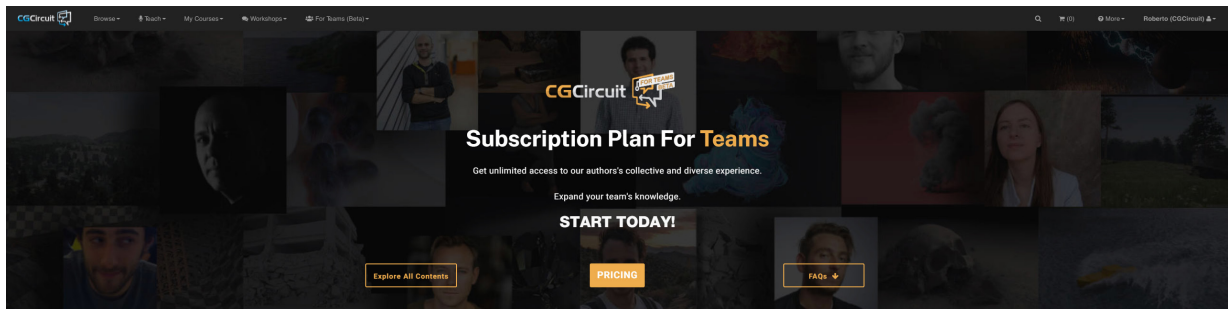 CGCircuit
Browse
Teach
My Courses
Workshops
For Teams (Beta)
(0)
More
Roberto (CGCircuit)
CGCircuit
FOR TEAMS
BETA
Subscription Plan For Teams
Get unlimited access to our authors's collective and diverse experience.
Expand your team's knowledge.
START TODAY!
Explore All Contents
PRICING
FAQs